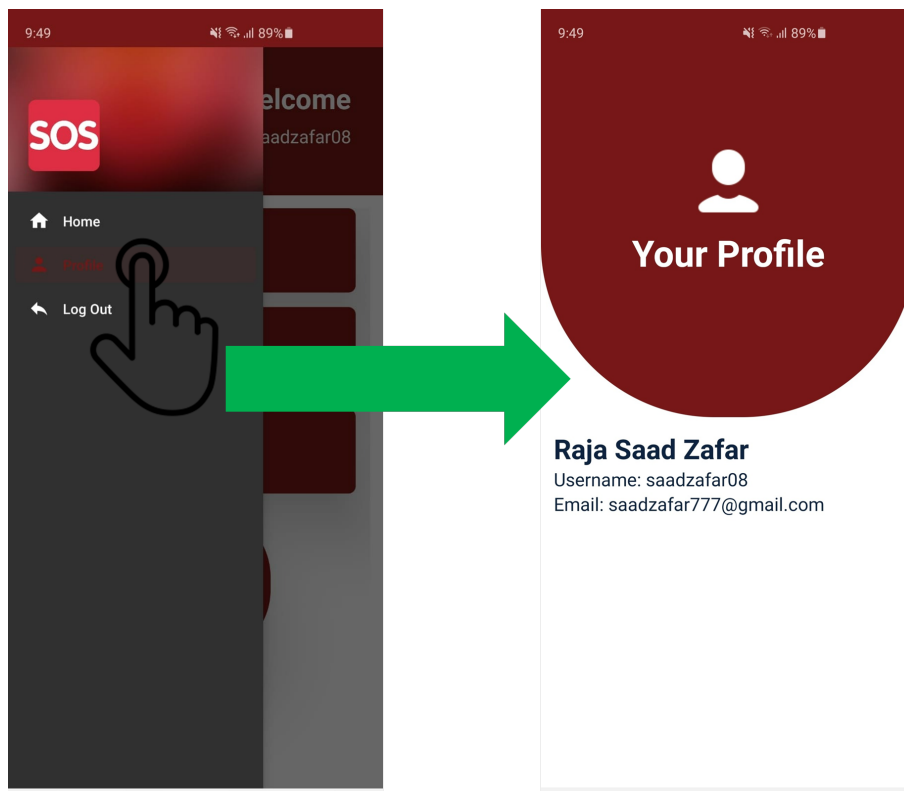 9:49 89%
SOS
elcome
aadzafar08
Home
Profile
Log Out
9:49 89%
Your Profile
Raja Saad Zafar
Username: saadzafar08
Email: saadzafar777@gmail.com